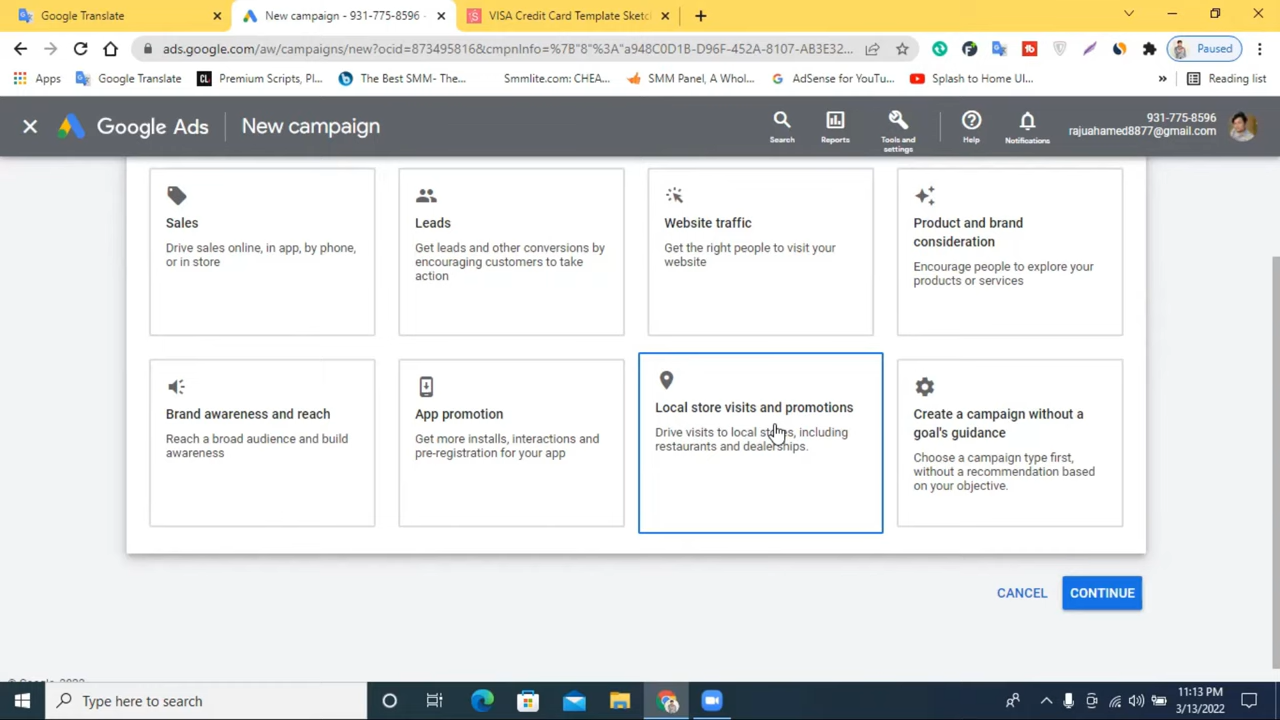 Google Translate
New campaign - 931-775-8596 -
VISA Credit Card Template Sketch
ads.google.com/aw/campaigns/new?ocid=873495816&cmpnInfo=%7B"8"%3A"a948C0D1B-D96F-452A-8107-AB3E32...
Paused
Apps
Google Translate
Premium Scripts, Pl...
The Best SMM- The...
Smmlite.com: CHEA...
SMM Panel, A Whol...
AdSense for YouTu...
Splash to Home UI...
Reading list
Google Ads
New campaign
Search
Reports
Tools and settings
Help
Notifications
931-775-8596
rajuahamed8877@gmail.com
Sales
Drive sales online, in app, by phone,
or in store
Leads
Get leads and other conversions by
encouraging customers to take
action
Website traffic
Get the right people to visit your
website
Product and brand
consideration
Encourage people to explore your
products or services
Brand awareness and reach
Reach a broad audience and build
awareness
App promotion
Get more installs, interactions and
pre-registration for your app
Local store visits and promotions
Drive visits to local stores, including
restaurants and dealerships.
Create a campaign without a
goal's guidance
Choose a campaign type first,
without a recommendation based
on your objective.
CANCEL
CONTINUE
Type here to search
11:13 PM
3/13/2022